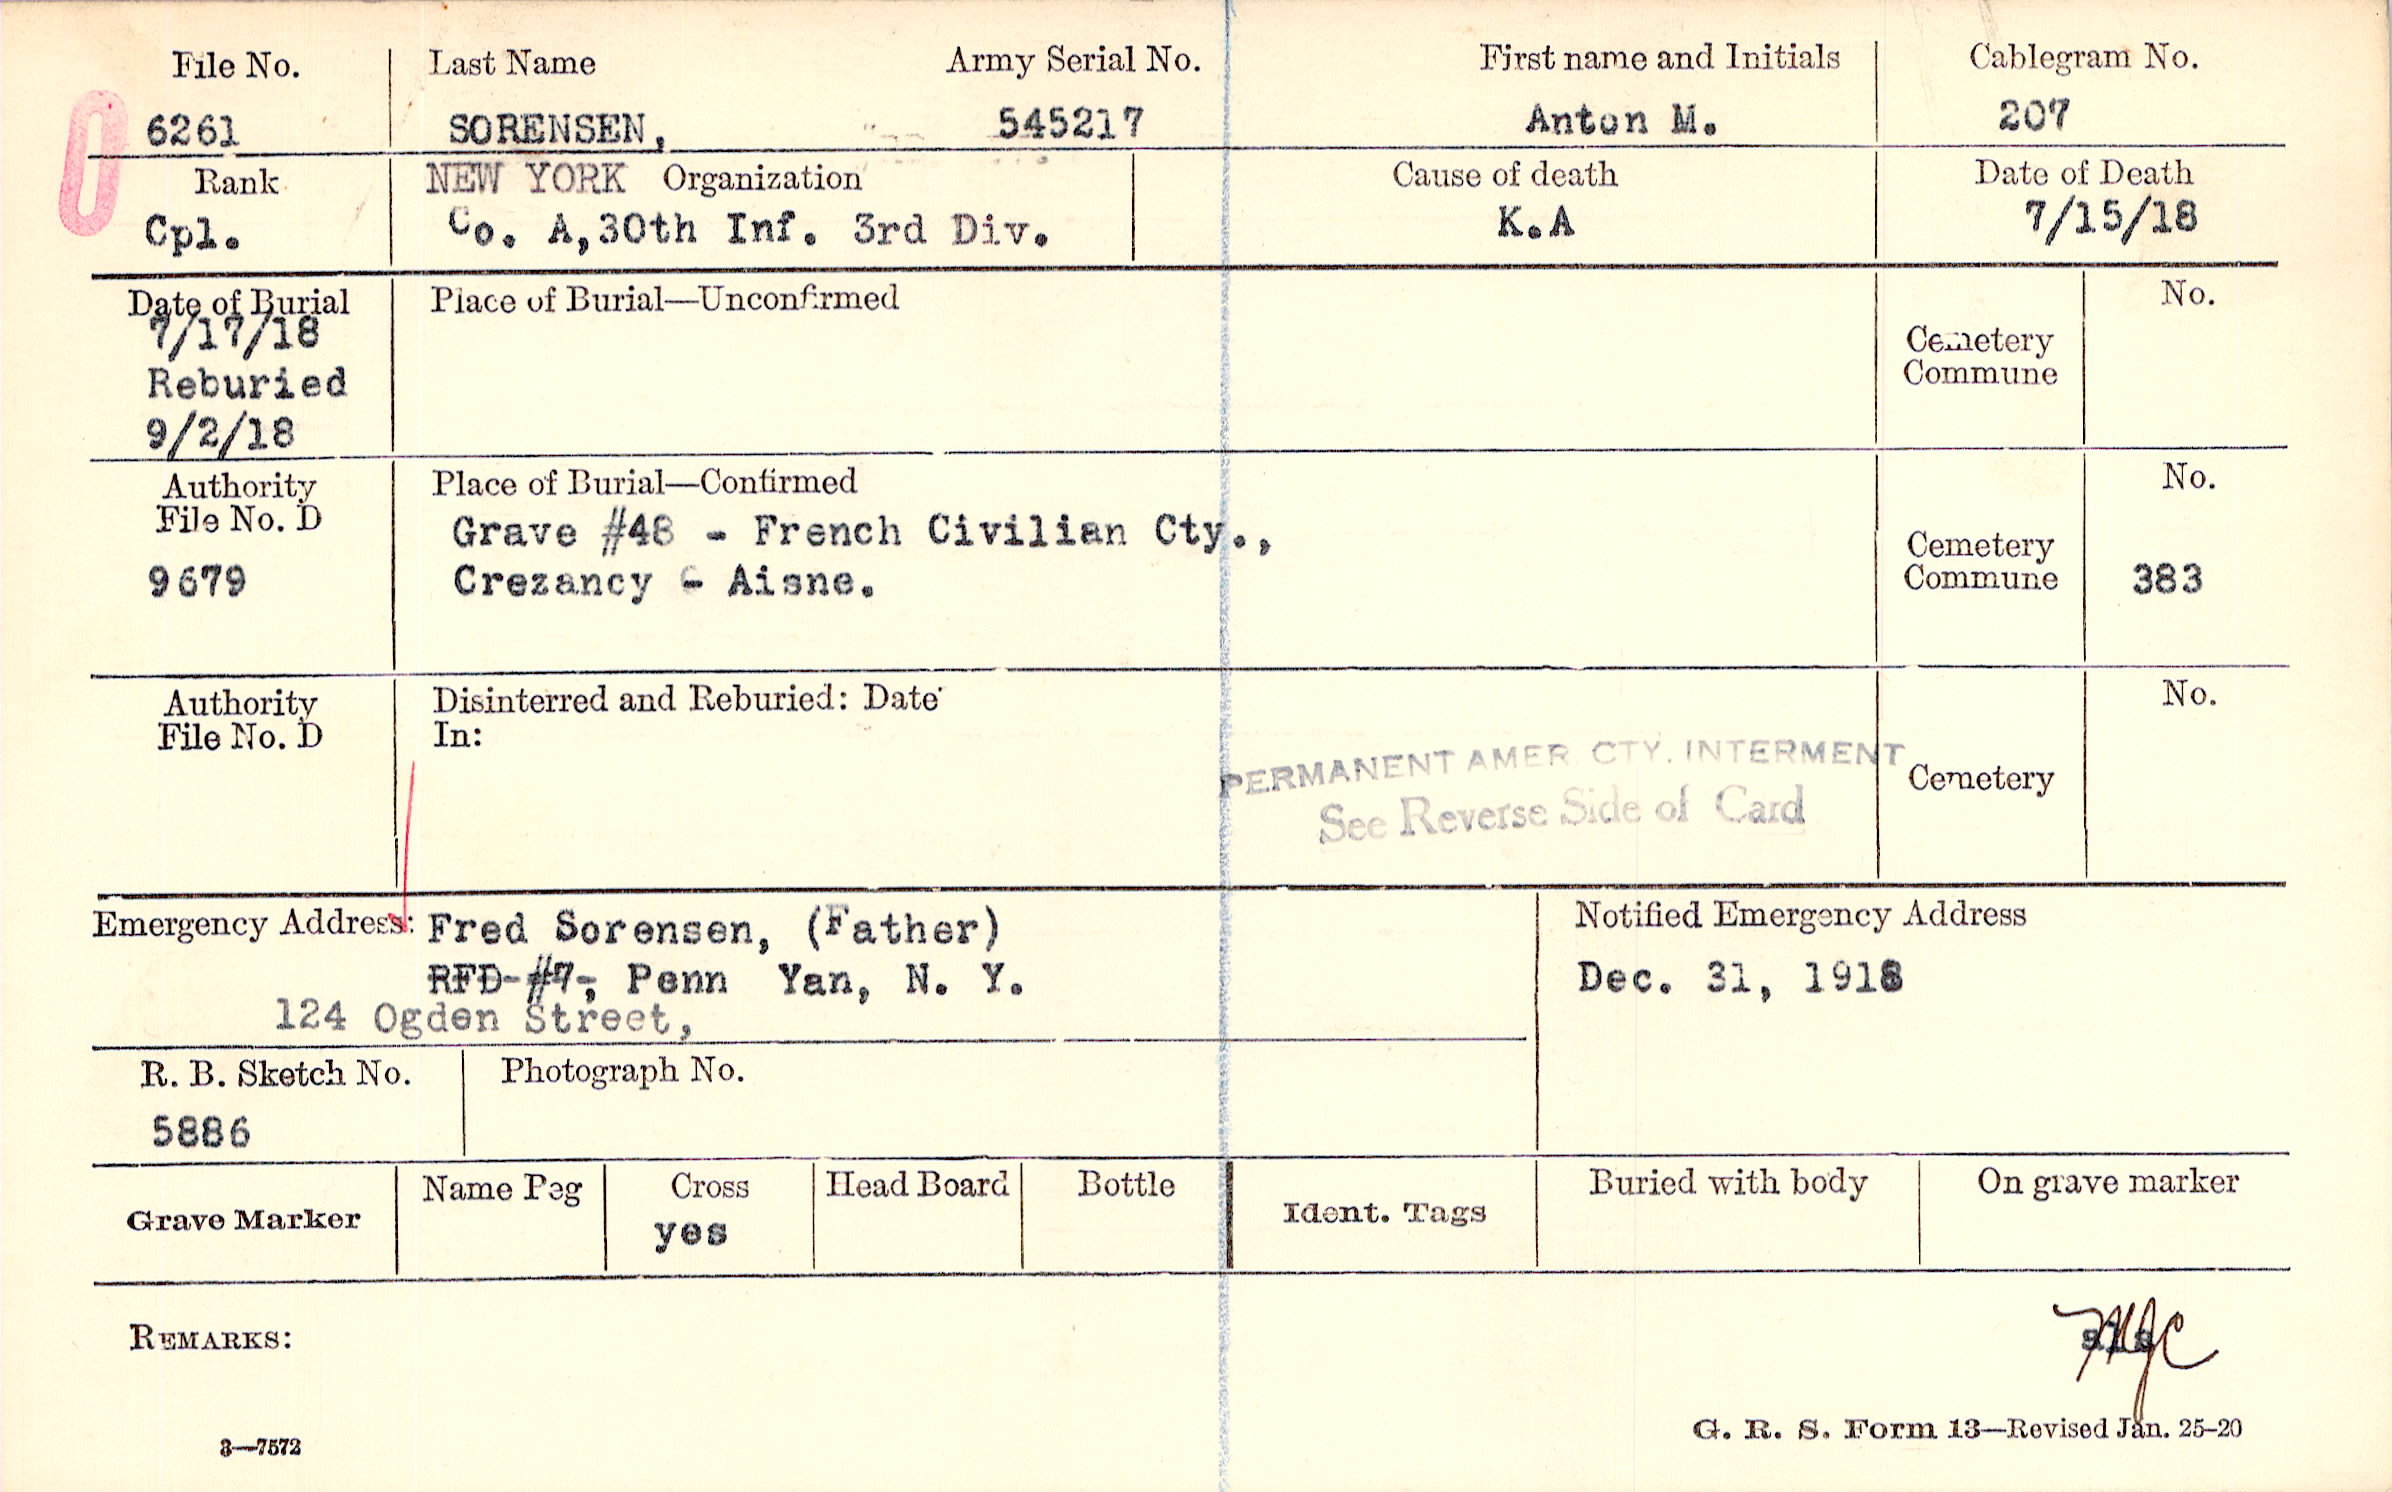 File No. Last Name Army Serial No. First name and Initials Cablegram No.
6261 SORENSEN, 545217 Anton M. 207
Rank NEW YORK Organization Cause of death Date of Death
Cpl. Co. A,30th Inf. 3rd Div. K.A 7/15/18
Date of Burial Place of Burial—Unconfirmed No.
7/17/18
Cemetery
Commune
Reburied
9/2/18
Authority Place of Burial—Confirmed No.
File No. D
Grave #48 - French Civilian Cty.,
Cemetery
9679 Crezancy - Aisne. Commune 383
Authority Disinterred and Reburied: Date No.
File No. D In:
PERMANENT AMER. CTY. INTERMENT
Cemetery
See Reverse Side of Card
Emergency Address: Fred Sorensen, (Father) Notified Emergency Address
RFD-#7-, Penn Yan, N. Y. Dec. 31, 1918
124 Ogden Street,
R. B. Sketch No. Photograph No.
5886
Grave Marker Name Peg Cross Head Board Bottle Ident. Tags Buried with body On grave marker
yes
REMARKS:
3—7572
G. R. S. Form 13—Revised Jan. 25-20